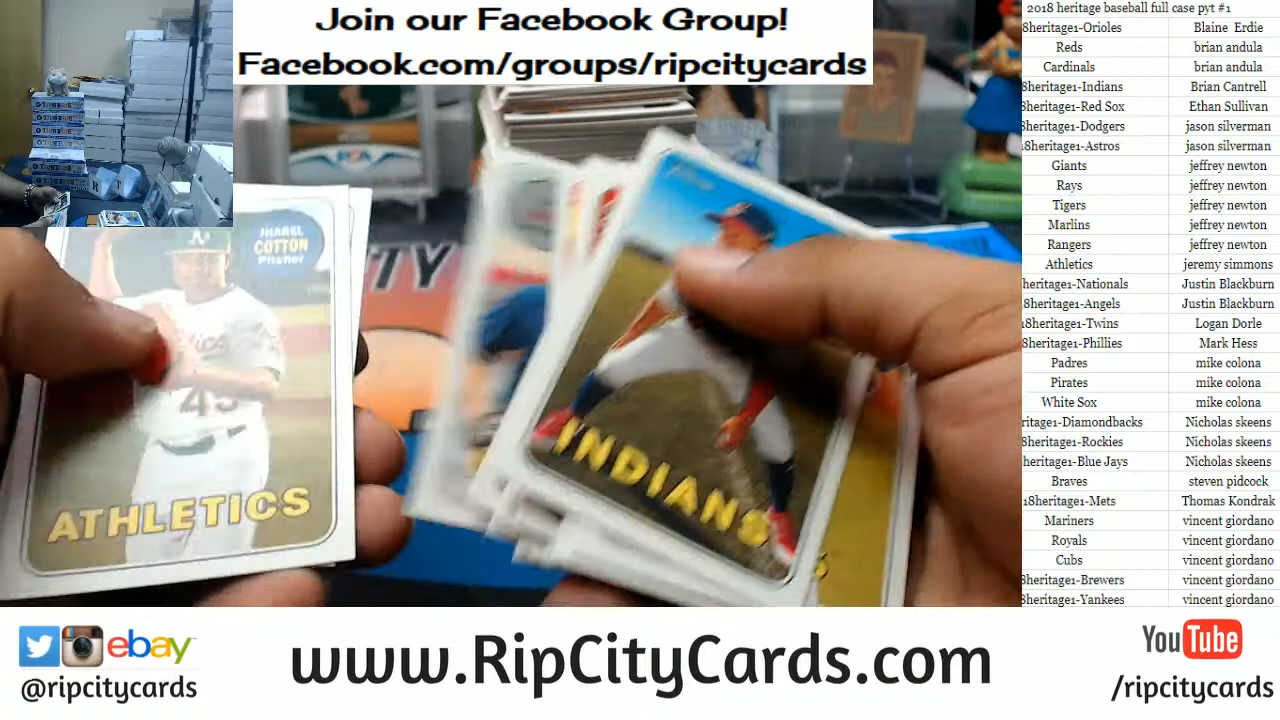 Join our Facebook Group!
Facebook.com/groups/ripcitycards
2018 heritage baseball full case pyt #1
8heritage1-Orioles Blaine Erdie
Reds brian andula
Cardinals brian andula
8heritage1-Indians Brian Cantrell
8heritage1-Red Sox Ethan Sullivan
8heritage1-Dodgers jason silverman
18heritage1-Astros jason silverman
Giants jeffrey newton
Rays jeffrey newton
Tigers jeffrey newton
Marlins jeffrey newton
Rangers jeffrey newton
Athletics jeremy simmons
heritage1-Nationals Justin Blackburn
8heritage1-Angels Justin Blackburn
18heritage1-Twins Logan Dorle
8heritage1-Phillies Mark Hess
Padres mike colona
Pirates mike colona
White Sox mike colona
ritage1-Diamondbacks Nicholas skeens
8heritage1-Rockies Nicholas skeens
heritage1-Blue Jays Nicholas skeens
Braves steven pidcock
18heritage1-Mets Thomas Kondrak
Mariners vincent giordano
Royals vincent giordano
Cubs vincent giordano
8heritage1-Brewers vincent giordano
8heritage1-Yankees vincent giordano
JHAREL
COTTON
Pitcher
A's
45
ATHLETICS
INDIANS
TY
ebay
@ripcitycards
www.RipCityCards.com
YouTube
/ripcitycards